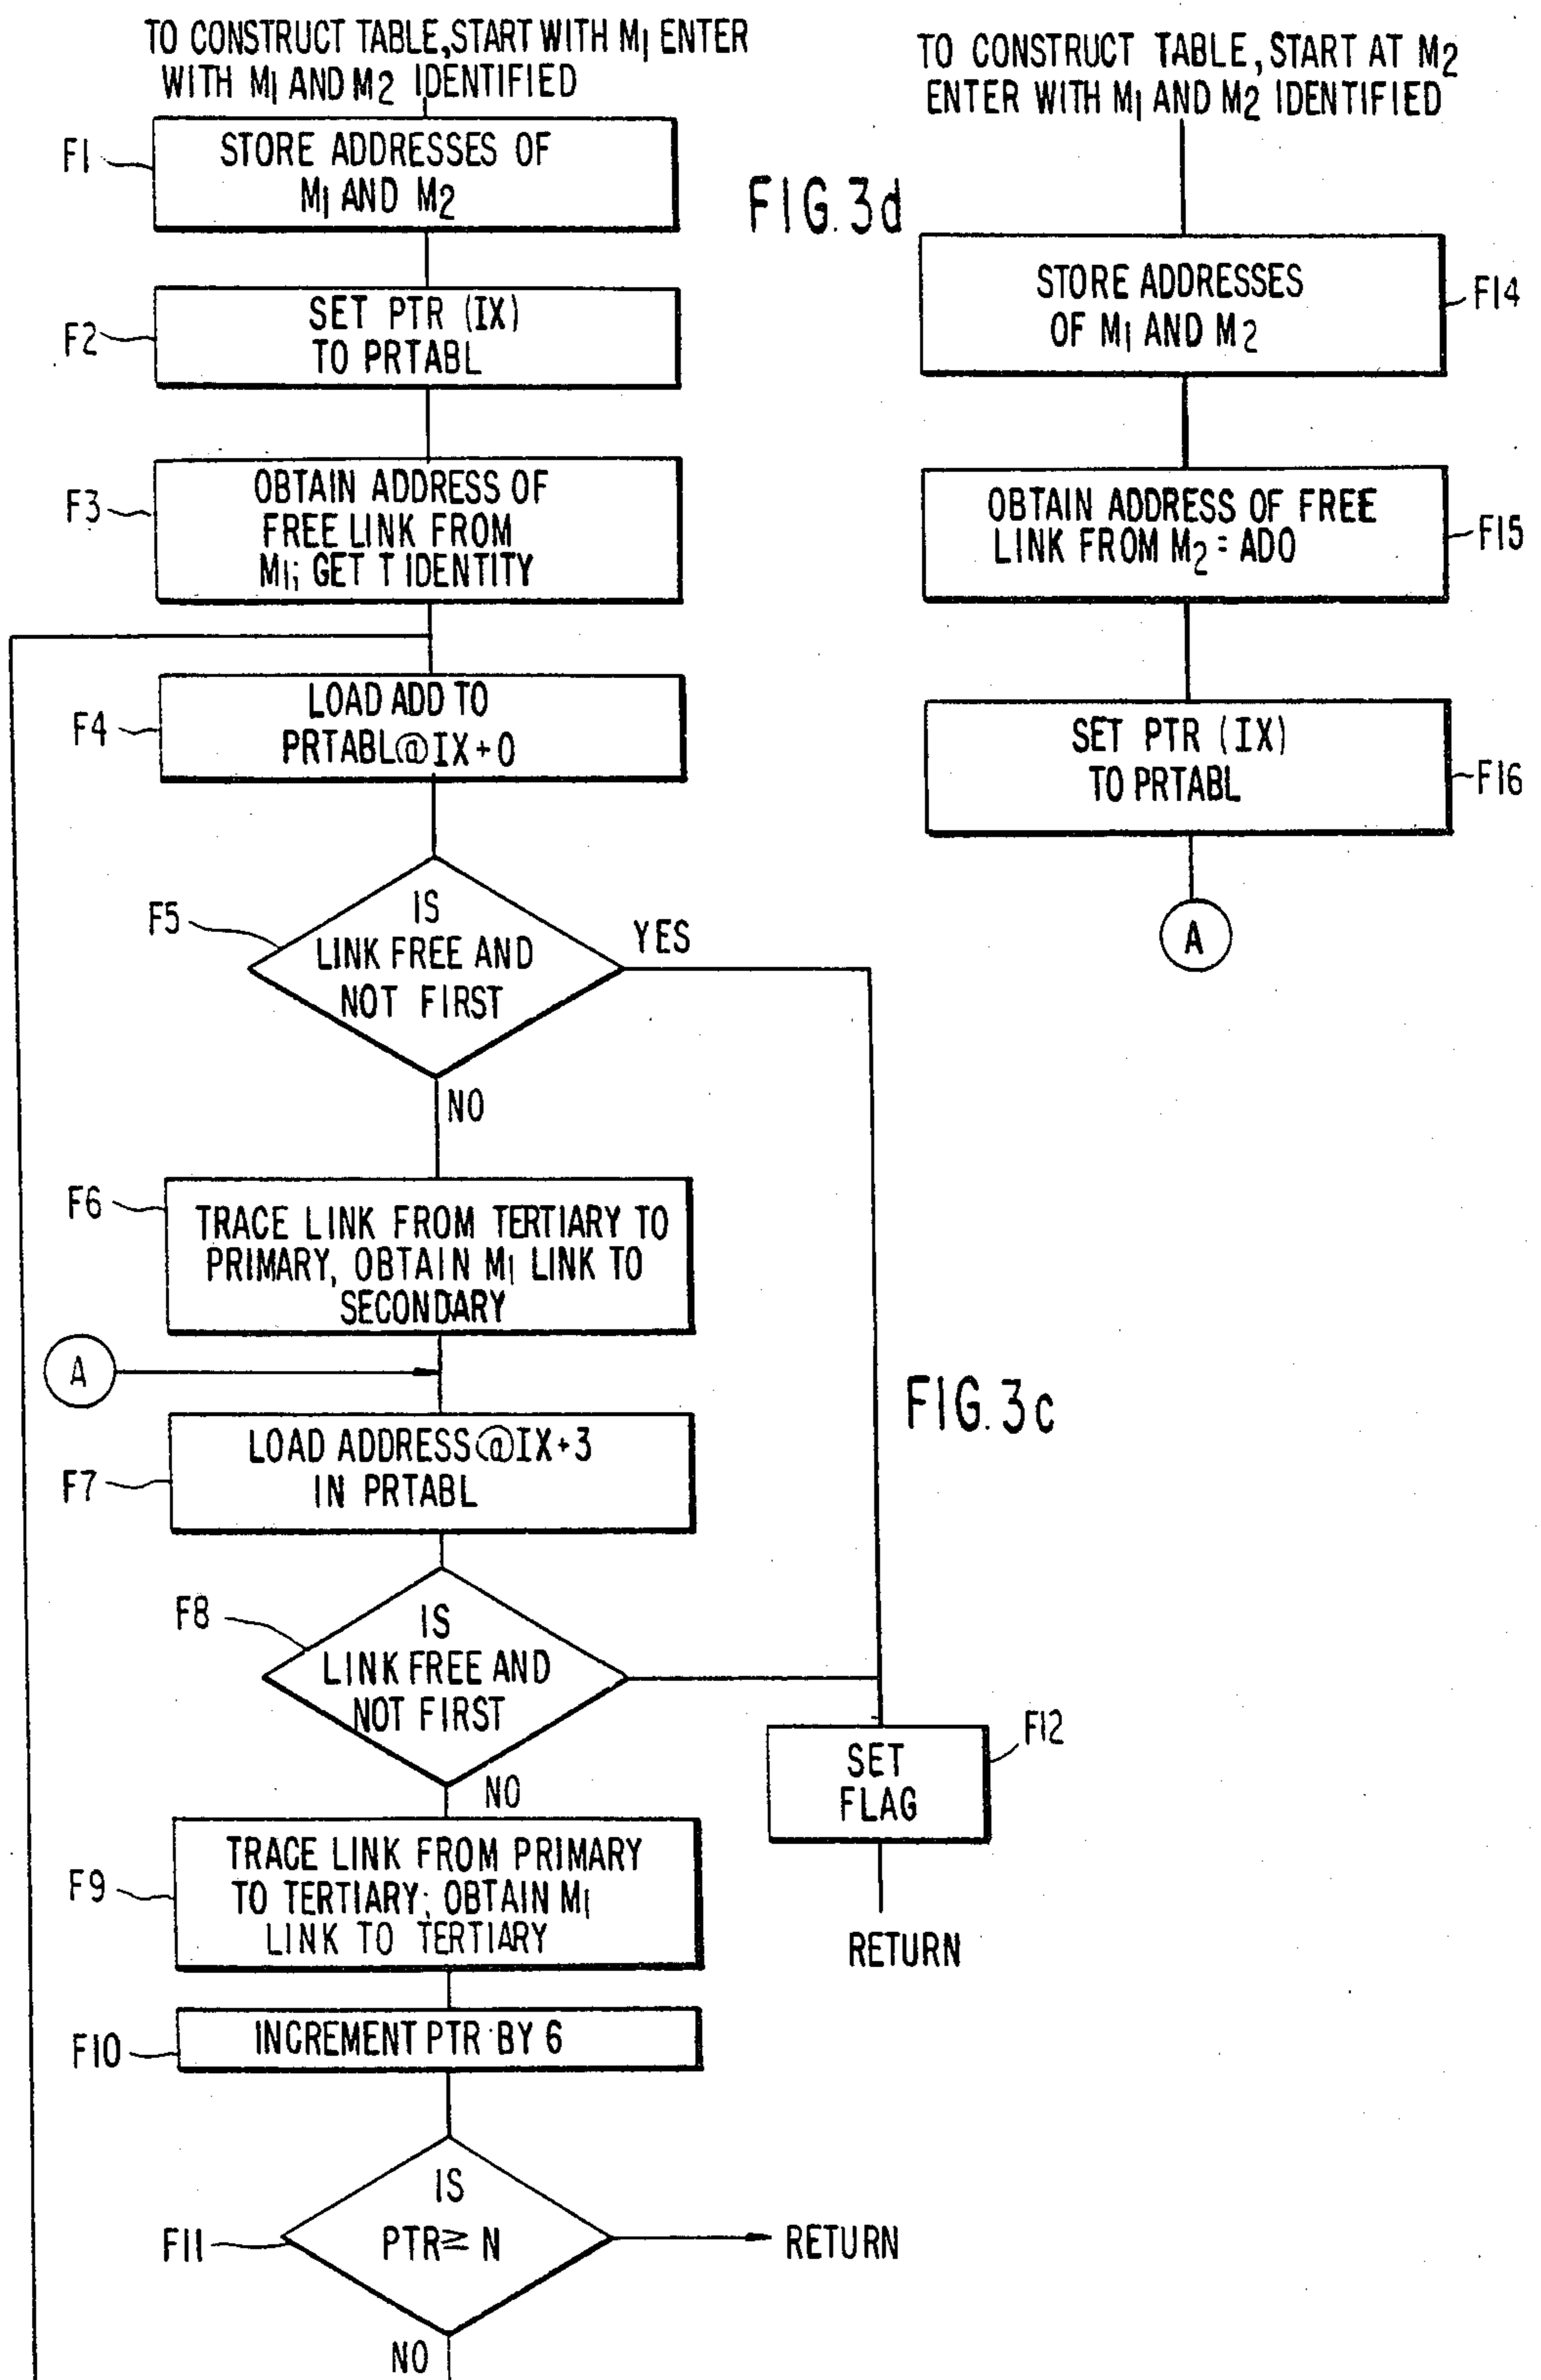 TO CONSTRUCT TABLE, START WITH M1 ENTER
WITH M1 AND M2 IDENTIFIED
F1
STORE ADDRESSES OF
M1 AND M2
F2
SET PTR (IX)
TO PRTABL
F3
OBTAIN ADDRESS OF
FREE LINK FROM
M1; GET T IDENTITY
F4
LOAD ADD TO
PRTABL@IX+0
F5
IS
LINK FREE AND
NOT FIRST
YES
NO
F6
TRACE LINK FROM TERTIARY TO
PRIMARY, OBTAIN M1 LINK TO
SECONDARY
A
F7
LOAD ADDRESS@IX+3
IN PRTABL
F8
IS
LINK FREE AND
NOT FIRST
NO
F12
SET
FLAG
RETURN
F9
TRACE LINK FROM PRIMARY
TO TERTIARY; OBTAIN M1
LINK TO TERTIARY
F10
INCREMENT PTR BY 6
F11
IS
PTR≥ N
RETURN
NO
FIG. 3c
FIG. 3d
TO CONSTRUCT TABLE, START AT M2
ENTER WITH M1 AND M2 IDENTIFIED
STORE ADDRESSES
OF M1 AND M2
F14
OBTAIN ADDRESS OF FREE
LINK FROM M2 = ADO
F15
SET PTR (IX)
TO PRTABL
F16
A